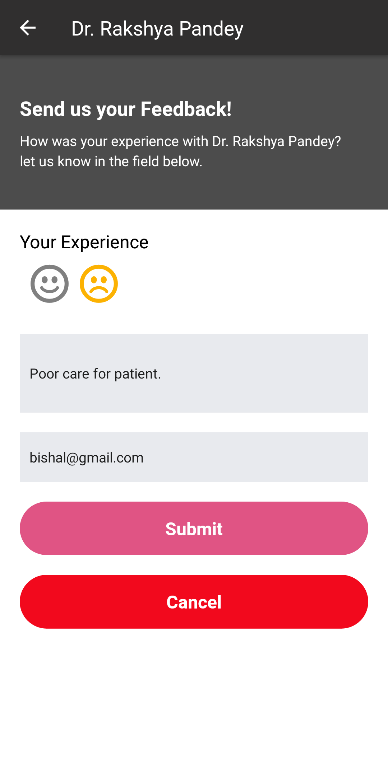 Dr. Rakshya Pandey
Send us your Feedback!
How was your experience with Dr. Rakshya Pandey?
let us know in the field below.
Your Experience
Poor care for patient.
bishal@gmail.com
Submit
Cancel